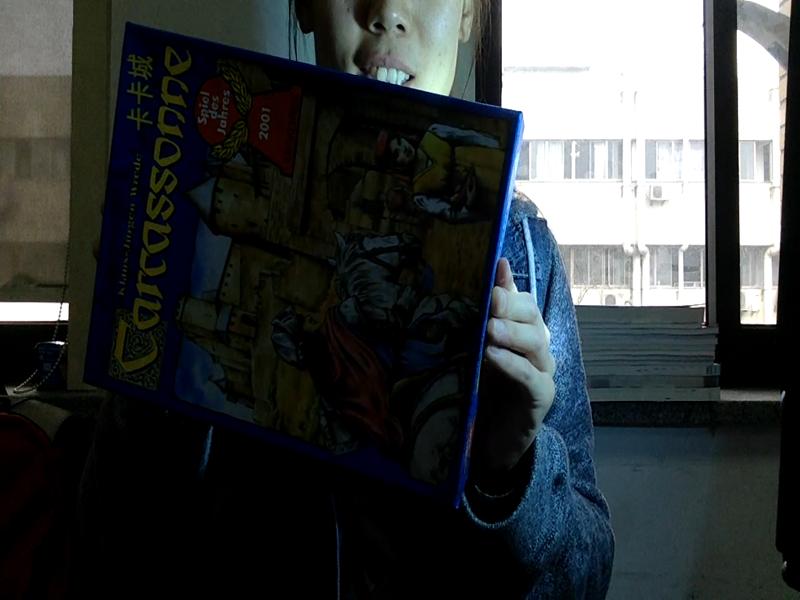 卡卡城
Klaus-Jürgen Wrede
Carcassonne
Spiel
des
Jahres
2001